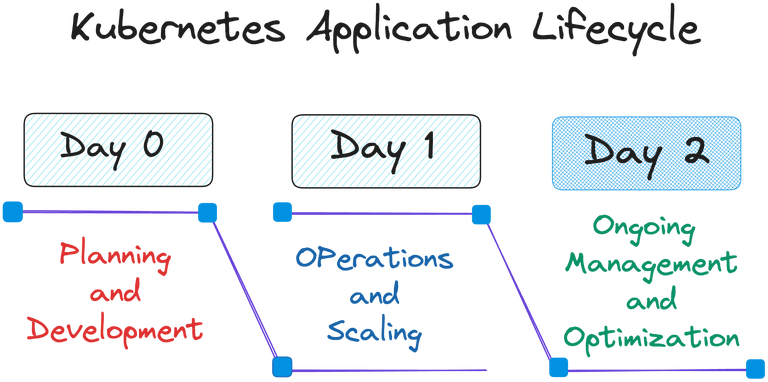 Kubernetes Application Lifecycle
Day 0
Planning
and
Development
Day 1
OPerations
and
Scaling
Day 2
Ongoing
Management
and
Optimization